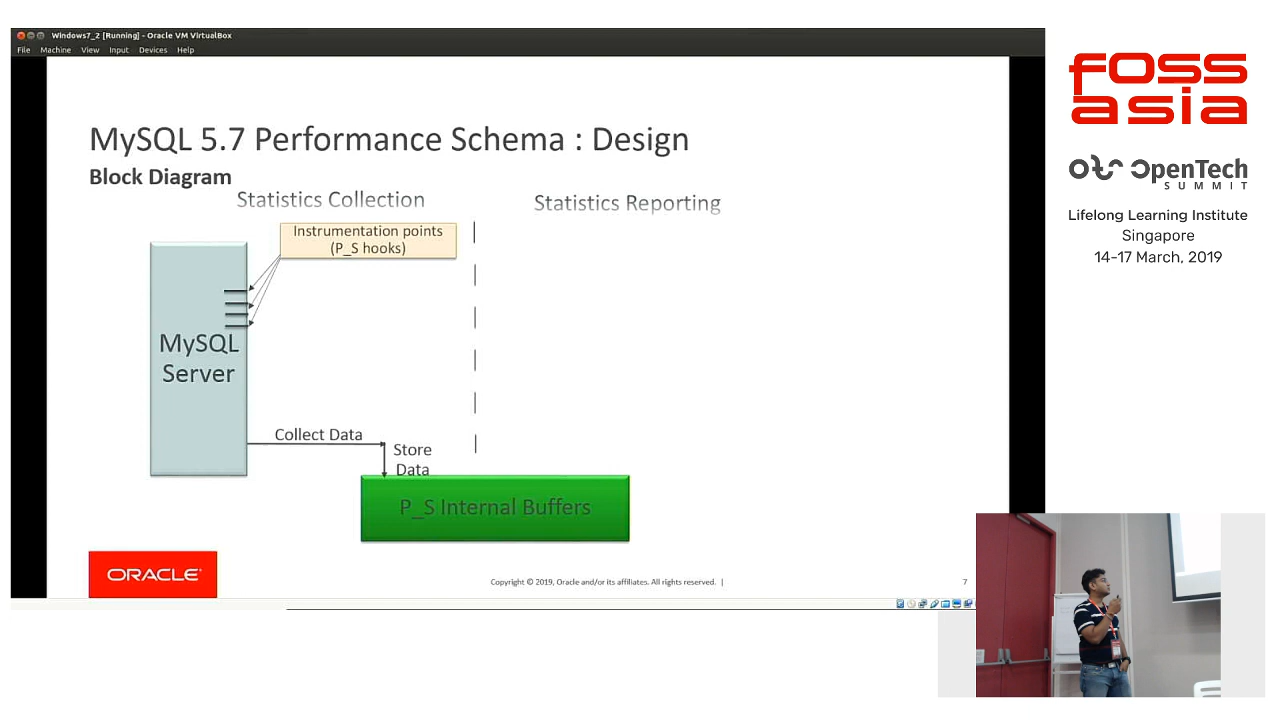 Windows7_2 [Running] - Oracle VM VirtualBox
File Machine View Input Devices Help
MySQL 5.7 Performance Schema : Design
Block Diagram
Statistics Collection
Statistics Reporting
Instrumentation points
(P_S hooks)
MySQL
Server
Collect Data
Store
Data
P_S Internal Buffers
ORACLE
Copyright © 2019, Oracle and/or its affiliates. All rights reserved. |
7
FOSS
asia
OpenTech
SUMMIT
Lifelong Learning Institute
Singapore
14-17 March, 2019